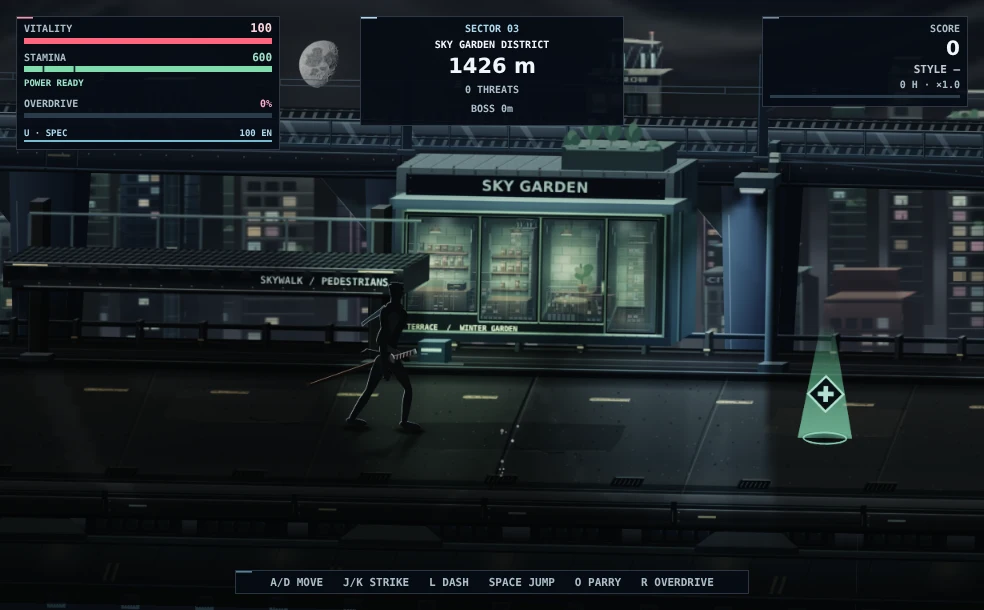 VITALITY 100
STAMINA 600
POWER READY
OVERDRIVE 0%
U · SPEC 100 EN
SECTOR 03
SKY GARDEN DISTRICT
1426 m
0 THREATS
BOSS 0m
SCORE
0
STYLE —
0 H · ×1.0
SKY GARDEN
SKYWALK / PEDESTRIANS
TERRACE / WINTER GARDEN
A/D MOVE J/K STRIKE L DASH SPACE JUMP O PARRY R OVERDRIVE